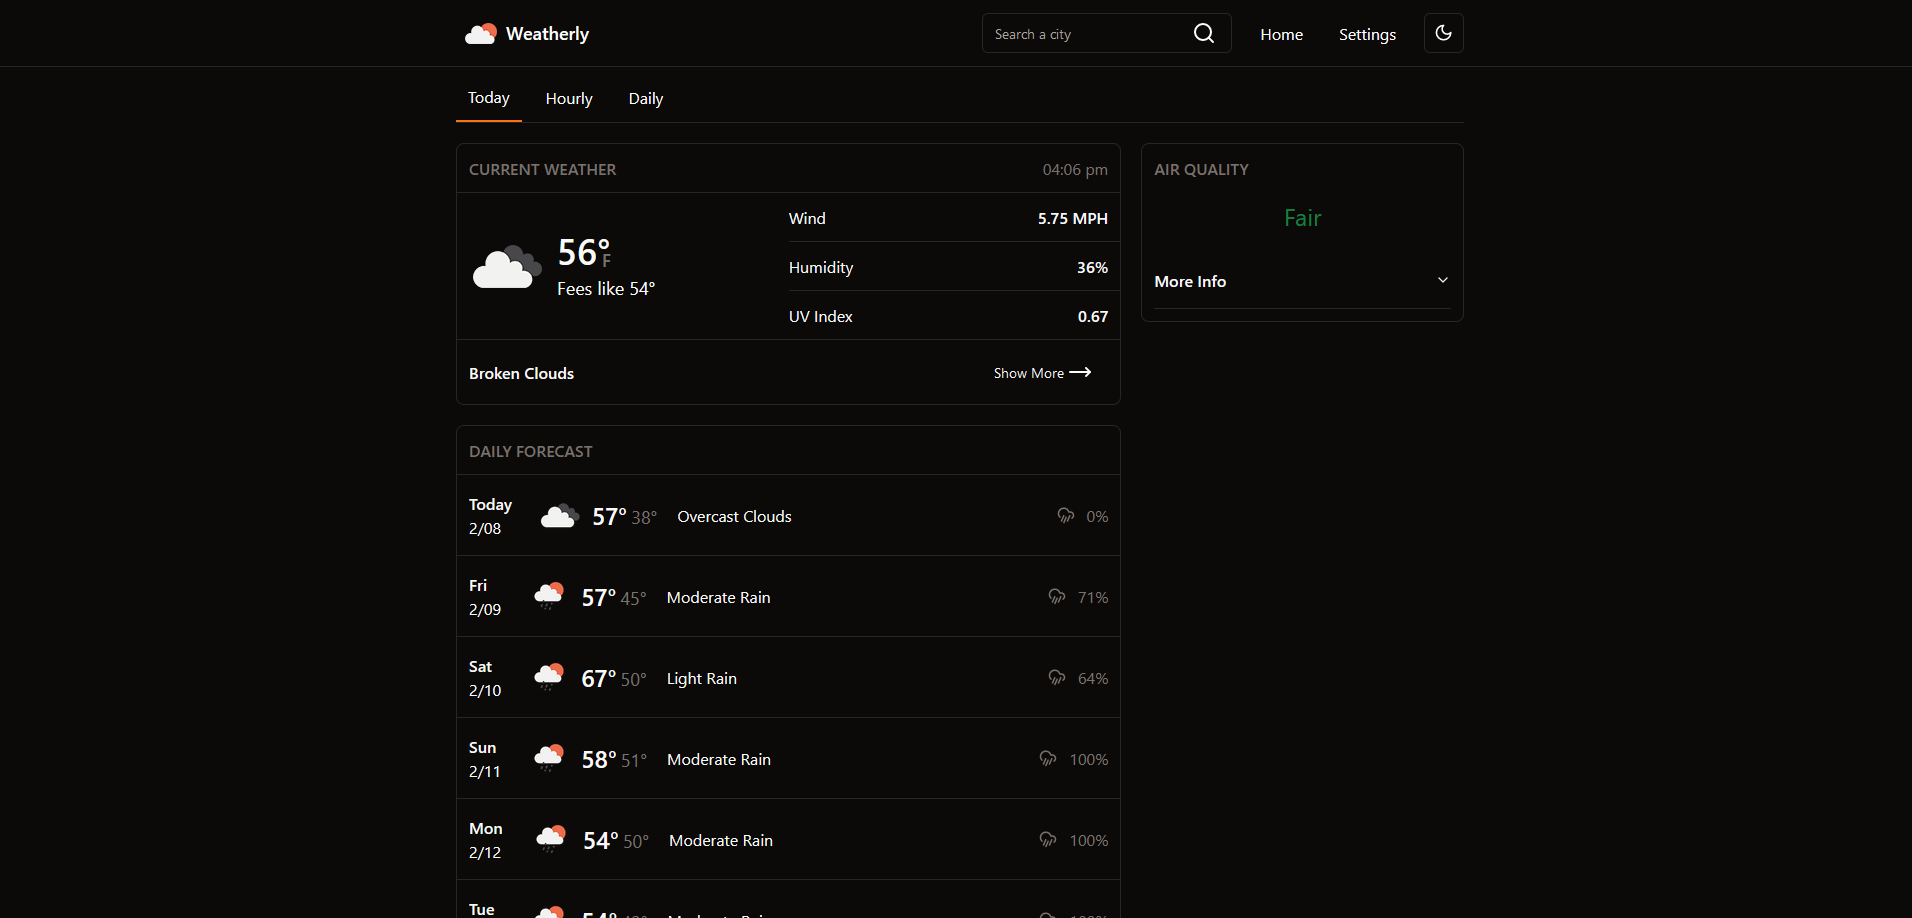 Weatherly
Search a city
Home
Settings
Today
Hourly
Daily
CURRENT WEATHER
04:06 pm
56°F
Fees like 54°
Wind
5.75 MPH
Humidity
36%
UV Index
0.67
Broken Clouds
Show More
AIR QUALITY
Fair
More Info
DAILY FORECAST
Today
2/08
57° 38°
Overcast Clouds
0%
Fri
2/09
57° 45°
Moderate Rain
71%
Sat
2/10
67° 50°
Light Rain
64%
Sun
2/11
58° 51°
Moderate Rain
100%
Mon
2/12
54° 50°
Moderate Rain
100%
Tue